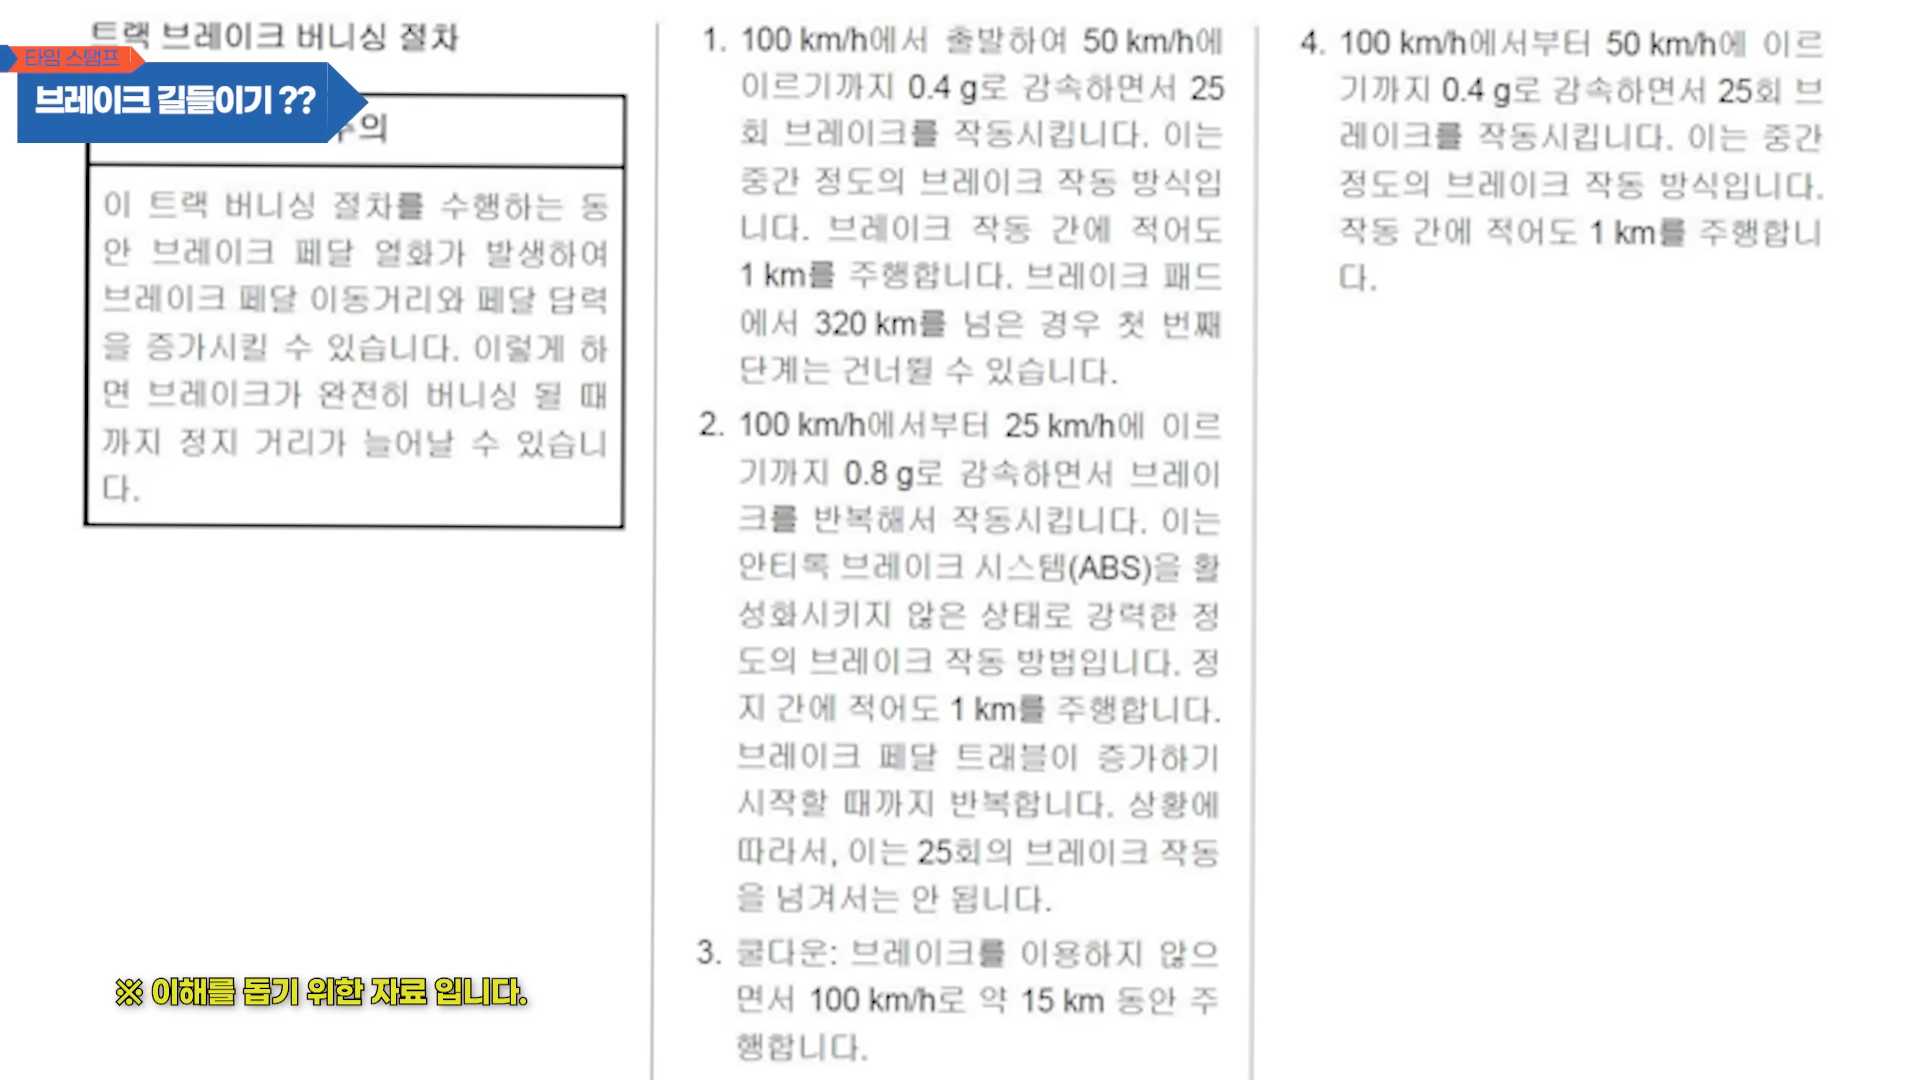 트랙 브레이크 버니싱 절차
타임 스탬프
브레이크 길들이기 ??
주의
이 트랙 버니싱 절차를 수행하는 동
안 브레이크 페달 열화가 발생하여
브레이크 페달 이동거리와 페달 답력
을 증가시킬 수 있습니다. 이렇게 하
면 브레이크가 완전히 버니싱 될 때
까지 정지 거리가 늘어날 수 있습니
다.
※ 이해를 돕기 위한 자료 입니다.
1. 100 km/h에서 출발하여 50 km/h에
이르기까지 0.4 g로 감속하면서 25
회 브레이크를 작동시킵니다. 이는
중간 정도의 브레이크 작동 방식입
니다. 브레이크 작동 간에 적어도
1 km를 주행합니다. 브레이크 패드
에서 320 km를 넘은 경우 첫 번째
단계는 건너뛸 수 있습니다.
2. 100 km/h에서부터 25 km/h에 이르
기까지 0.8 g로 감속하면서 브레이
크를 반복해서 작동시킵니다. 이는
안티록 브레이크 시스템(ABS)을 활
성화시키지 않은 상태로 강력한 정
도의 브레이크 작동 방법입니다. 정
지 간에 적어도 1 km를 주행합니다.
브레이크 페달 트래블이 증가하기
시작할 때까지 반복합니다. 상황에
따라서, 이는 25회의 브레이크 작동
을 넘겨서는 안 됩니다.
3. 쿨다운: 브레이크를 이용하지 않으
면서 100 km/h로 약 15 km 동안 주
행합니다.
4. 100 km/h에서부터 50 km/h에 이르
기까지 0.4 g로 감속하면서 25회 브
레이크를 작동시킵니다. 이는 중간
정도의 브레이크 작동 방식입니다.
작동 간에 적어도 1 km를 주행합니
다.